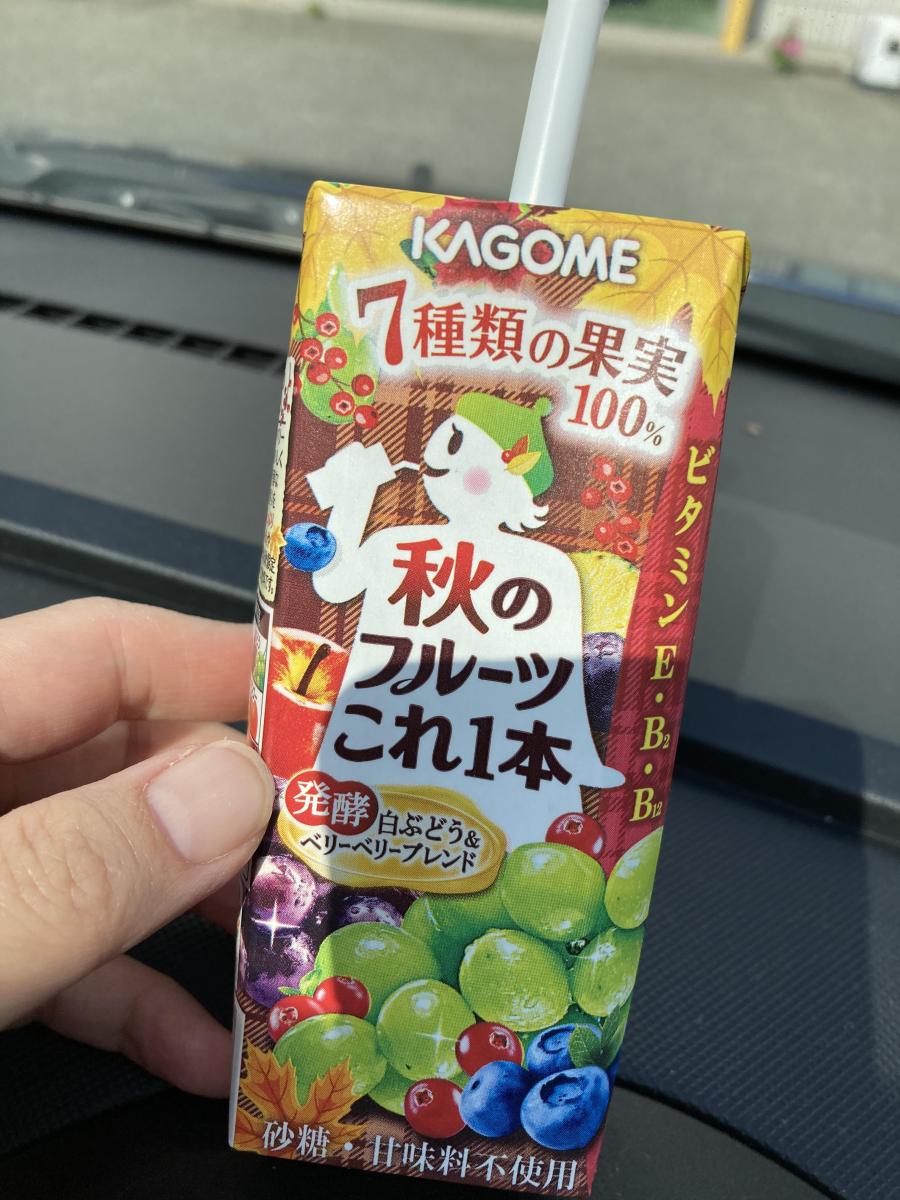 KAGOME
7種類の果実
100%
秋の
フルーツ
これ1本
ビタミンE・B2・B12
発酵
白ぶどう&
ベリーベリーブレンド
砂糖・甘味料不使用